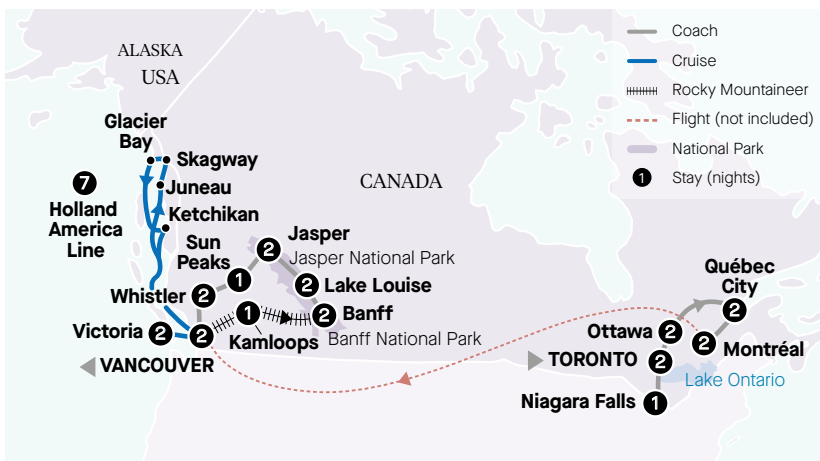 ALASKA
USA
Glacier
Bay
Skagway
Juneau
Ketchikan
7
Holland
America
Line
CANADA
Coach
Cruise
Rocky Mountaineer
Flight (not included)
National Park
1 Stay (nights)
Sun
Peaks
1
Jasper
2
Jasper National Park
2 Lake Louise
Whistler 2
1
2 Banff
Victoria 2
2
Kamloops
Banff National Park
VANCOUVER
Québec
City
2
Ottawa 2
2 Montréal
TORONTO 2
Lake Ontario
Niagara Falls 1